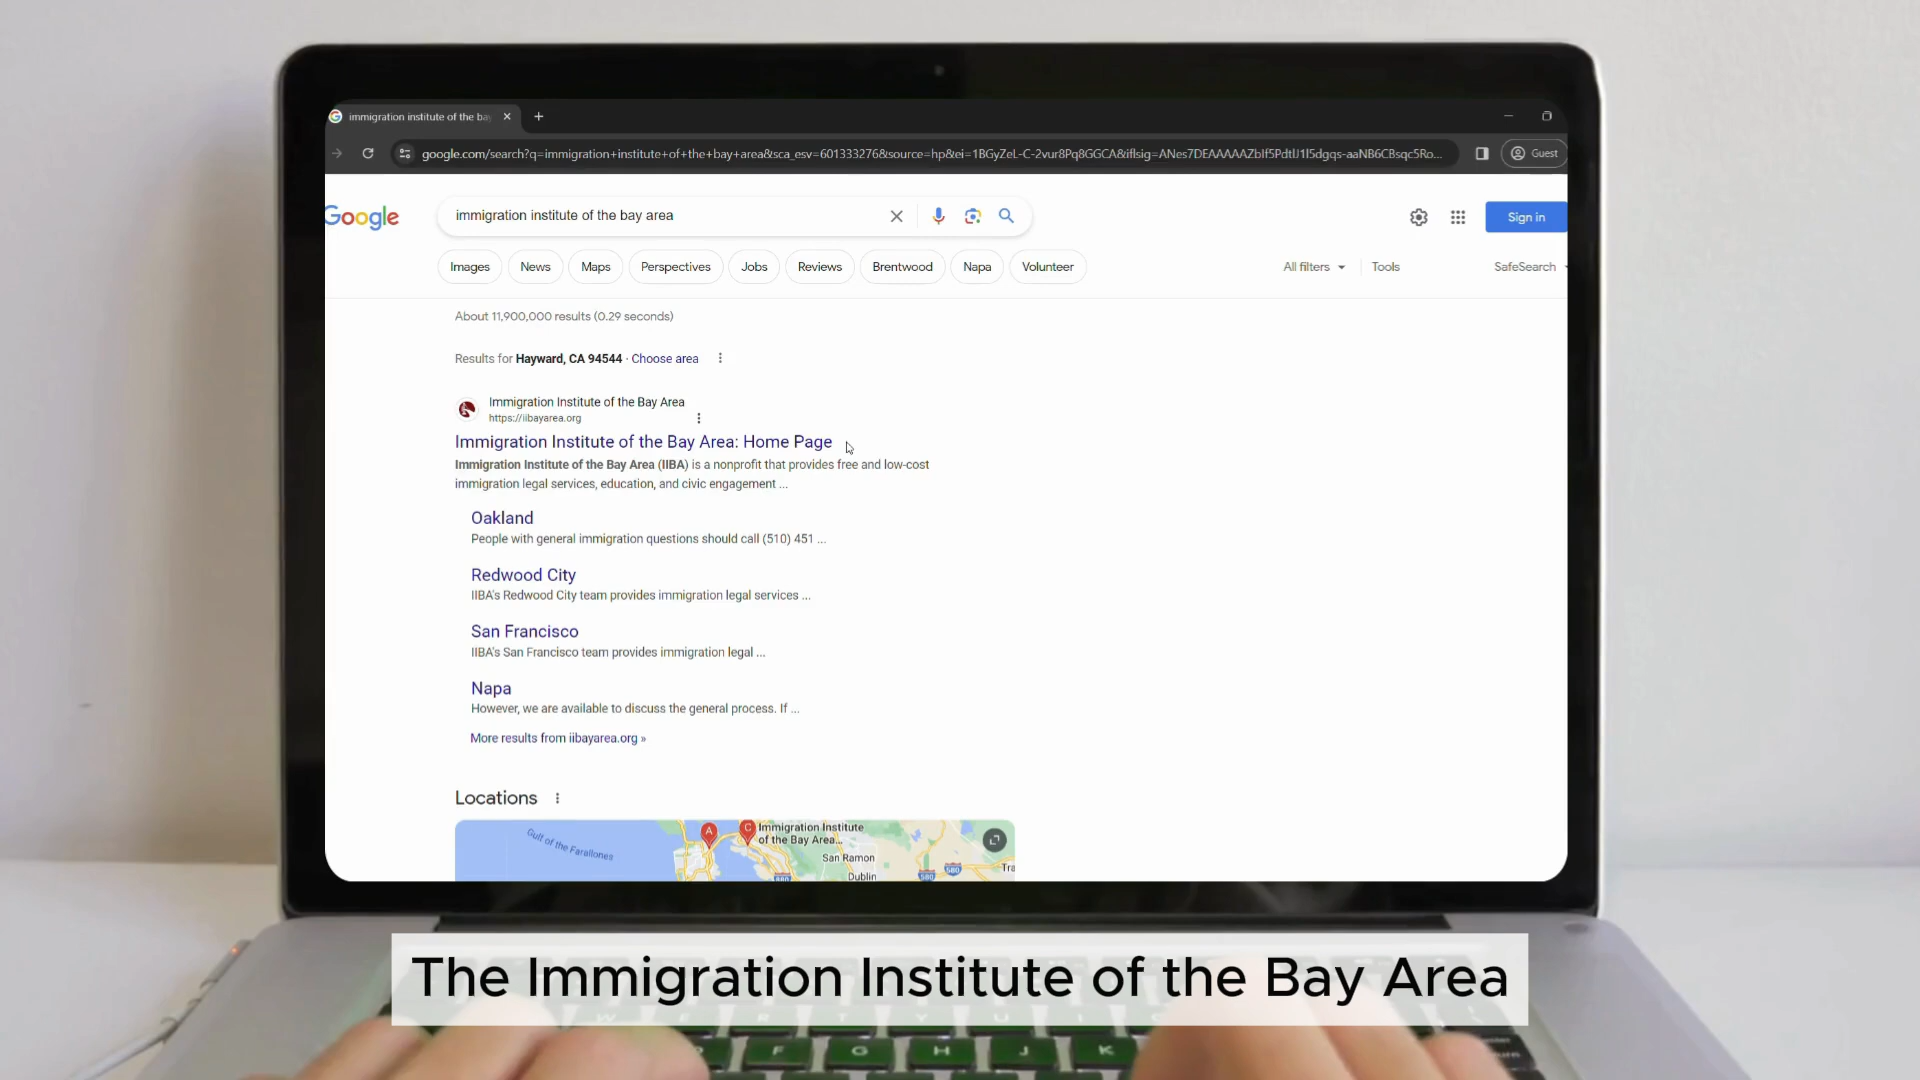 immigration institute of the bay
google.com/search?q=immigration+institute+of+the+bay+area&sca_esv=601333276&source=hp&ei=1BGyZeL-C-2vur8Pq8GGCA&iflsig=
Guest
Google
immigration institute of the bay area
Sign in
Images
News
Maps
Perspectives
Jobs
Reviews
Brentwood
Napa
Volunteer
All filters
Tools
SafeSearch
About 11,900,000 results (0.29 seconds)
Results for Hayward, CA 94544 · Choose area
Immigration Institute of the Bay Area
https://iibayarea.org
Immigration Institute of the Bay Area: Home Page
Immigration Institute of the Bay Area (IIBA) is a nonprofit that provides free and low-cost
immigration legal services, education, and civic engagement ...
Oakland
People with general immigration questions should call (510) 451 ...
Redwood City
IIBA's Redwood City team provides immigration legal services ...
San Francisco
IIBA's San Francisco team provides immigration legal ...
Napa
However, we are available to discuss the general process. If ...
More results from iibayarea.org »
Locations
A
C
Immigration Institute
of the Bay Area...
Gulf of the Farallones
San Ramon
Dublin
Tra
580
580
880
The Immigration Institute of the Bay Area
F
G
H
J
K